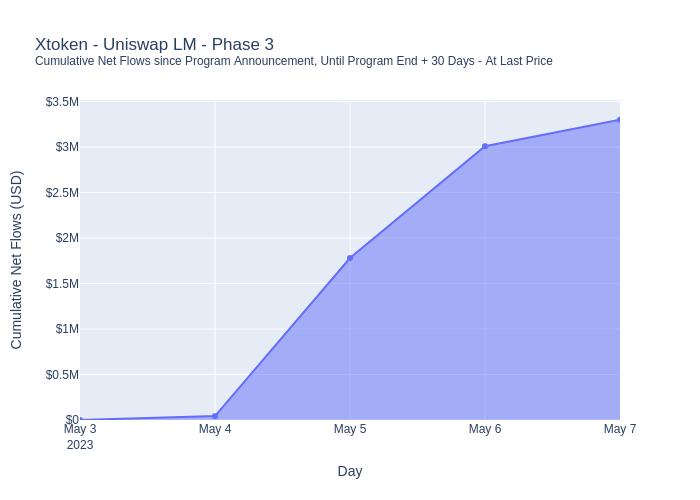 Xtoken - Uniswap LM - Phase 3
Cumulative Net Flows since Program Announcement, Until Program End + 30 Days - At Last Price
$3.5M
$3M
$2.5M
$2M
$1.5M
$1M
$0.5M
$0
Cumulative Net Flows (USD)
May 3
2023
May 4
May 5
May 6
May 7
Day